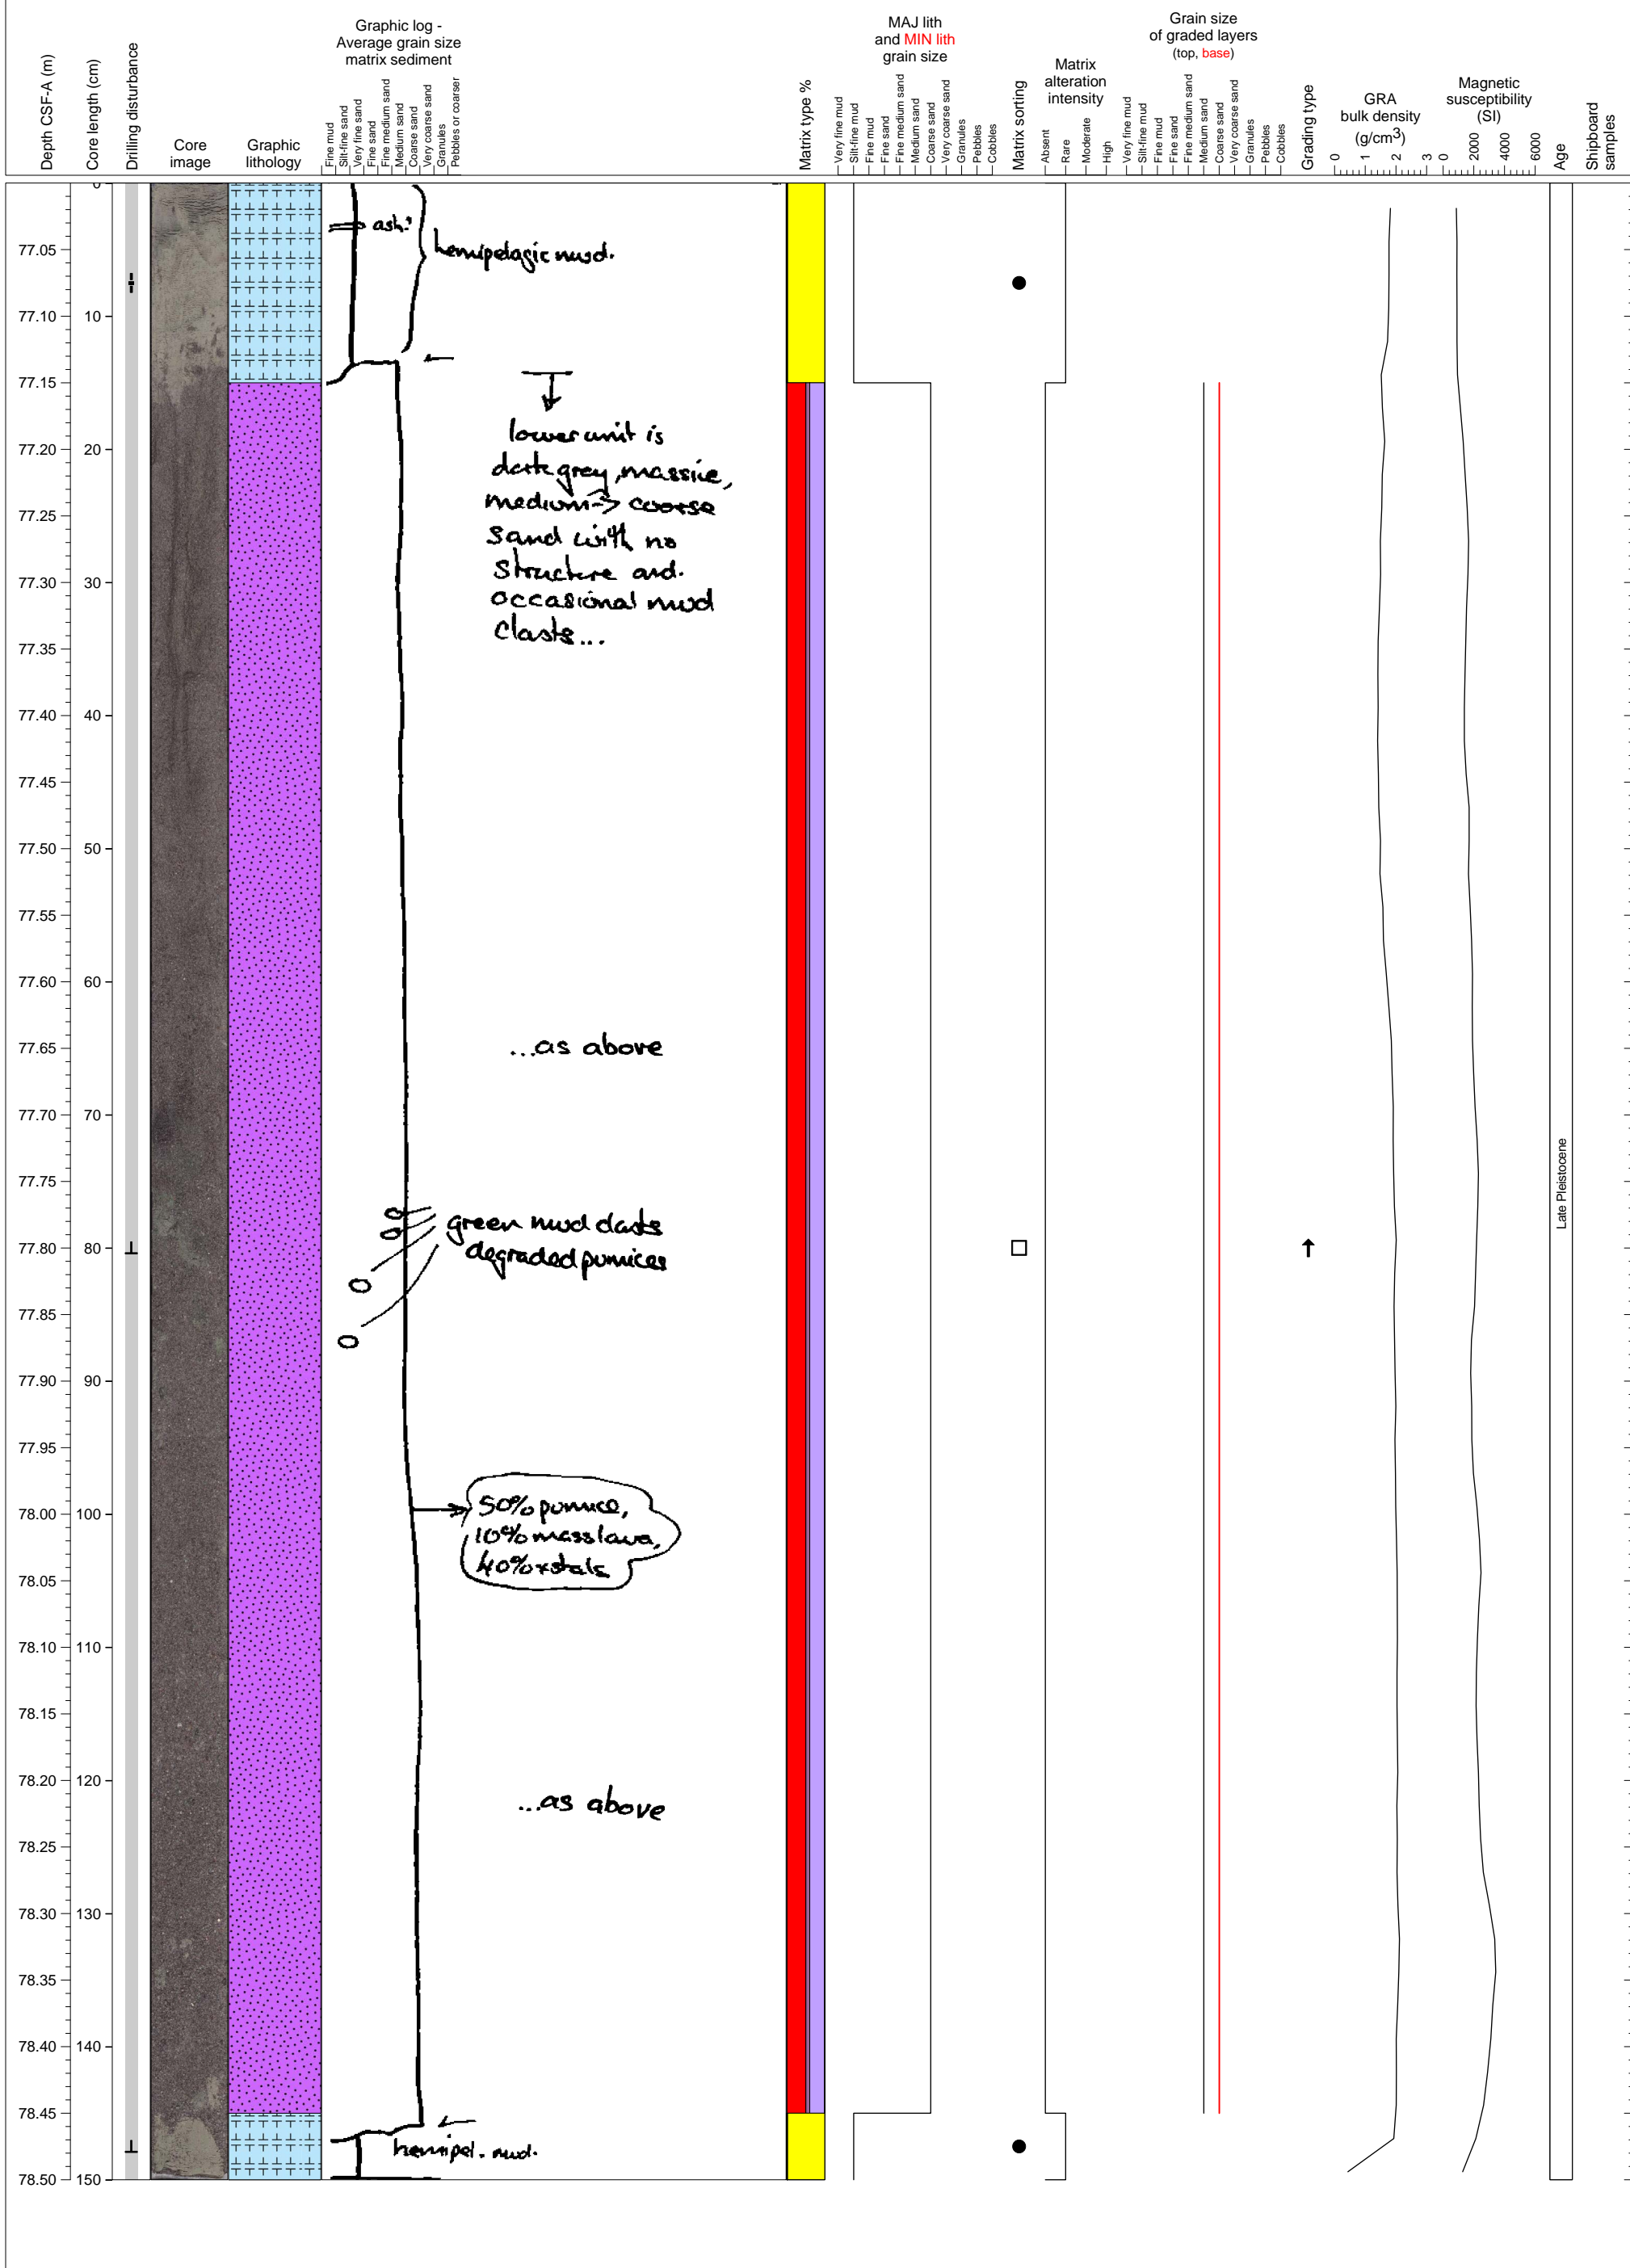 Depth CSF-A (m)
Core length (cm)
Drilling disturbance
Core
image
Graphic
lithology
Graphic log -
Average grain size
matrix sediment
Fine mud
Silt-fine sand
Very fine sand
Fine sand
Fine medium sand
Medium sand
Coarse sand
Very coarse sand
Granules
Pebbles or coarser
Matrix type %
MAJ lith
and MIN lith
grain size
Very fine mud
Silt-fine mud
Fine mud
Fine sand
Fine medium sand
Medium sand
Coarse sand
Very coarse sand
Granules
Pebbles
Cobbles
Matrix sorting
Matrix
alteration
intensity
Absent
Rare
Moderate
High
Grain size
of graded layers
(top, base)
Very fine mud
Silt-fine mud
Fine mud
Fine sand
Fine medium sand
Medium sand
Coarse sand
Very coarse sand
Granules
Pebbles
Cobbles
Grading type
GRA
bulk density
(g/cm3)
0 1 2 3
Magnetic
susceptibility
(SI)
0 2000 4000 6000
Age
Shipboard
samples
0
77.05
77.10 10
77.15
77.20 20
77.25
77.30 30
77.35
77.40 40
77.45
77.50 50
77.55
77.60 60
77.65
77.70 70
77.75
77.80 80
77.85
77.90 90
77.95
78.00 100
78.05
78.10 110
78.15
78.20 120
78.25
78.30 130
78.35
78.40 140
78.45
78.50 150
ash?
hemipelagic mud.
lower unit is
dark grey, massive,
medium -> coarse
sand with no
structure and.
occasional mud
clasts...
...as above
green mud clasts
degraded pumices
50% pumice,
10% mass lava,
40% xstals
...as above
hemipel. mud.
Late Pleistocene